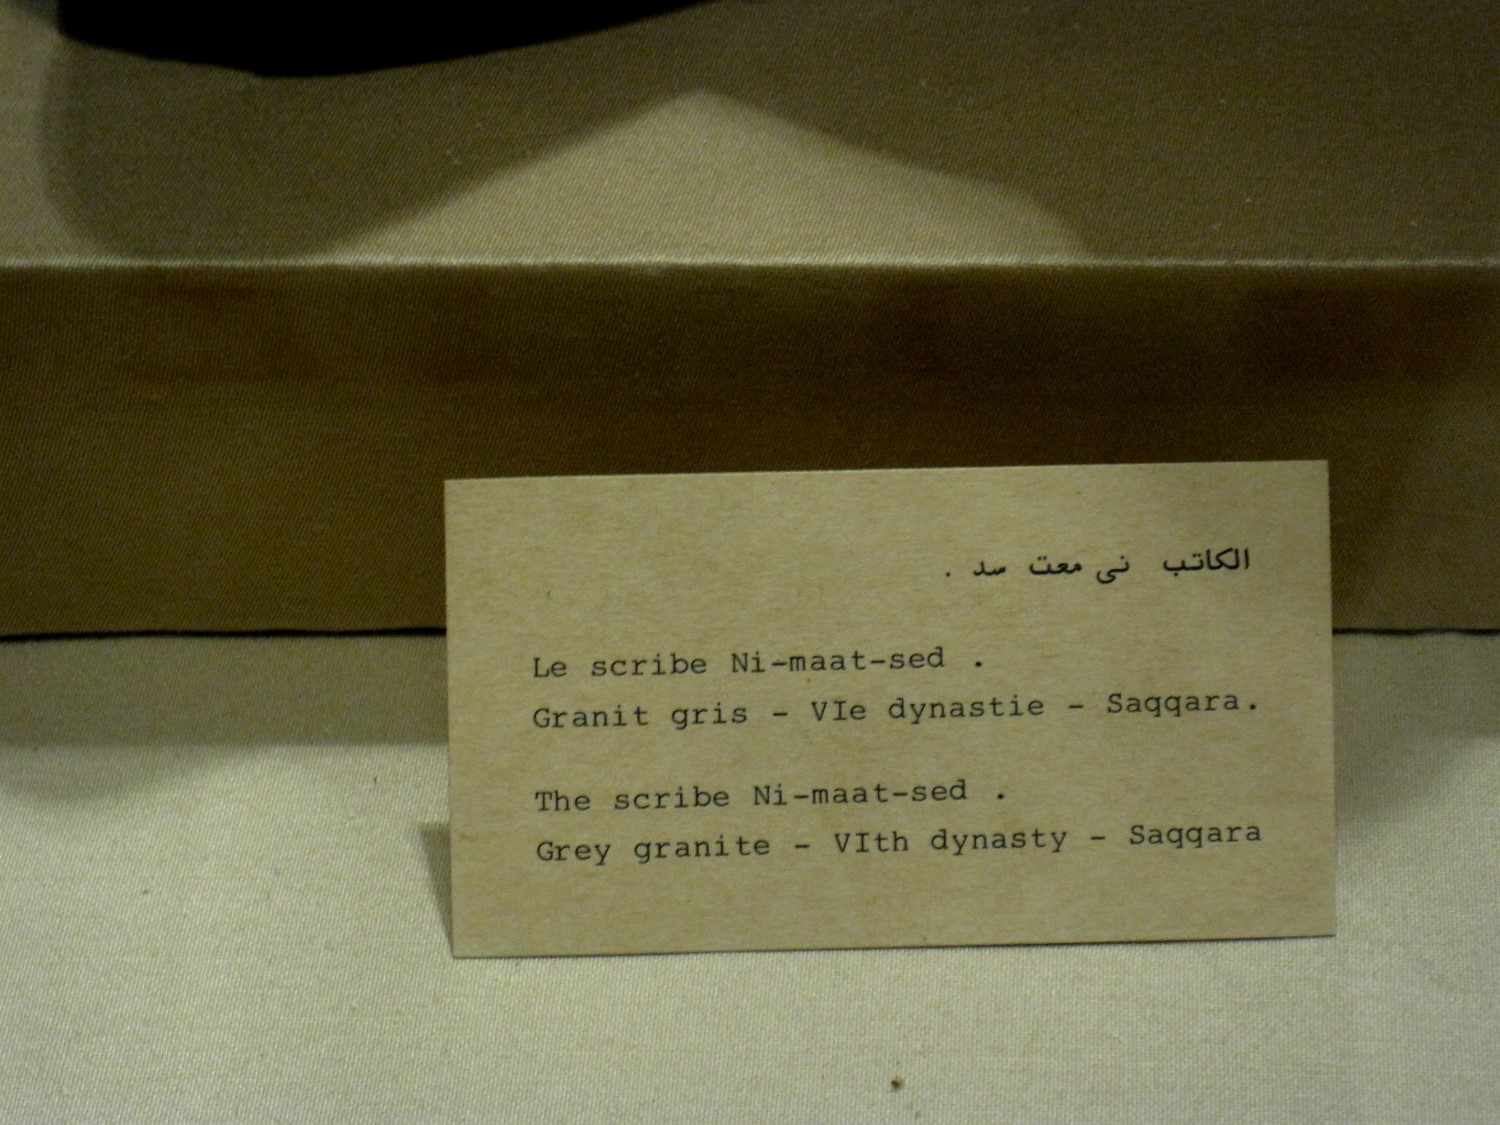 الكاتب نى معت سد .
Le scribe Ni-maat-sed .
Granit gris - VIe dynastie - Saqqara.
The scribe Ni-maat-sed .
Grey granite - VIth dynasty - Saqqara